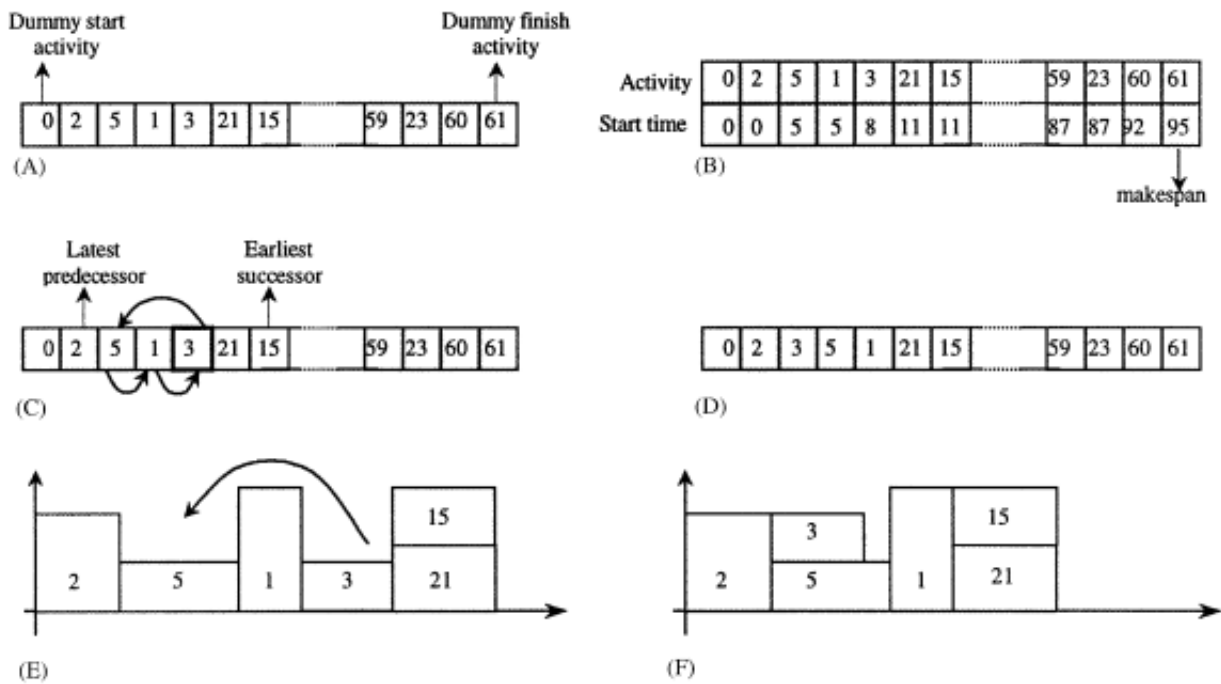 Dummy start
activity
Dummy finish
activity
0 2 5 1 3 21 15 59 23 60 61
(A)
Activity 0 2 5 1 3 21 15 59 23 60 61
Start time 0 0 5 5 8 11 11 87 87 92 95
(B)
makespan
Latest
predecessor
Earliest
successor
0 2 5 1 3 21 15 59 23 60 61
(C)
0 2 3 5 1 21 15 59 23 60 61
(D)
15
2 5 1 3 21
(E)
3 15
2 5 1 21
(F)